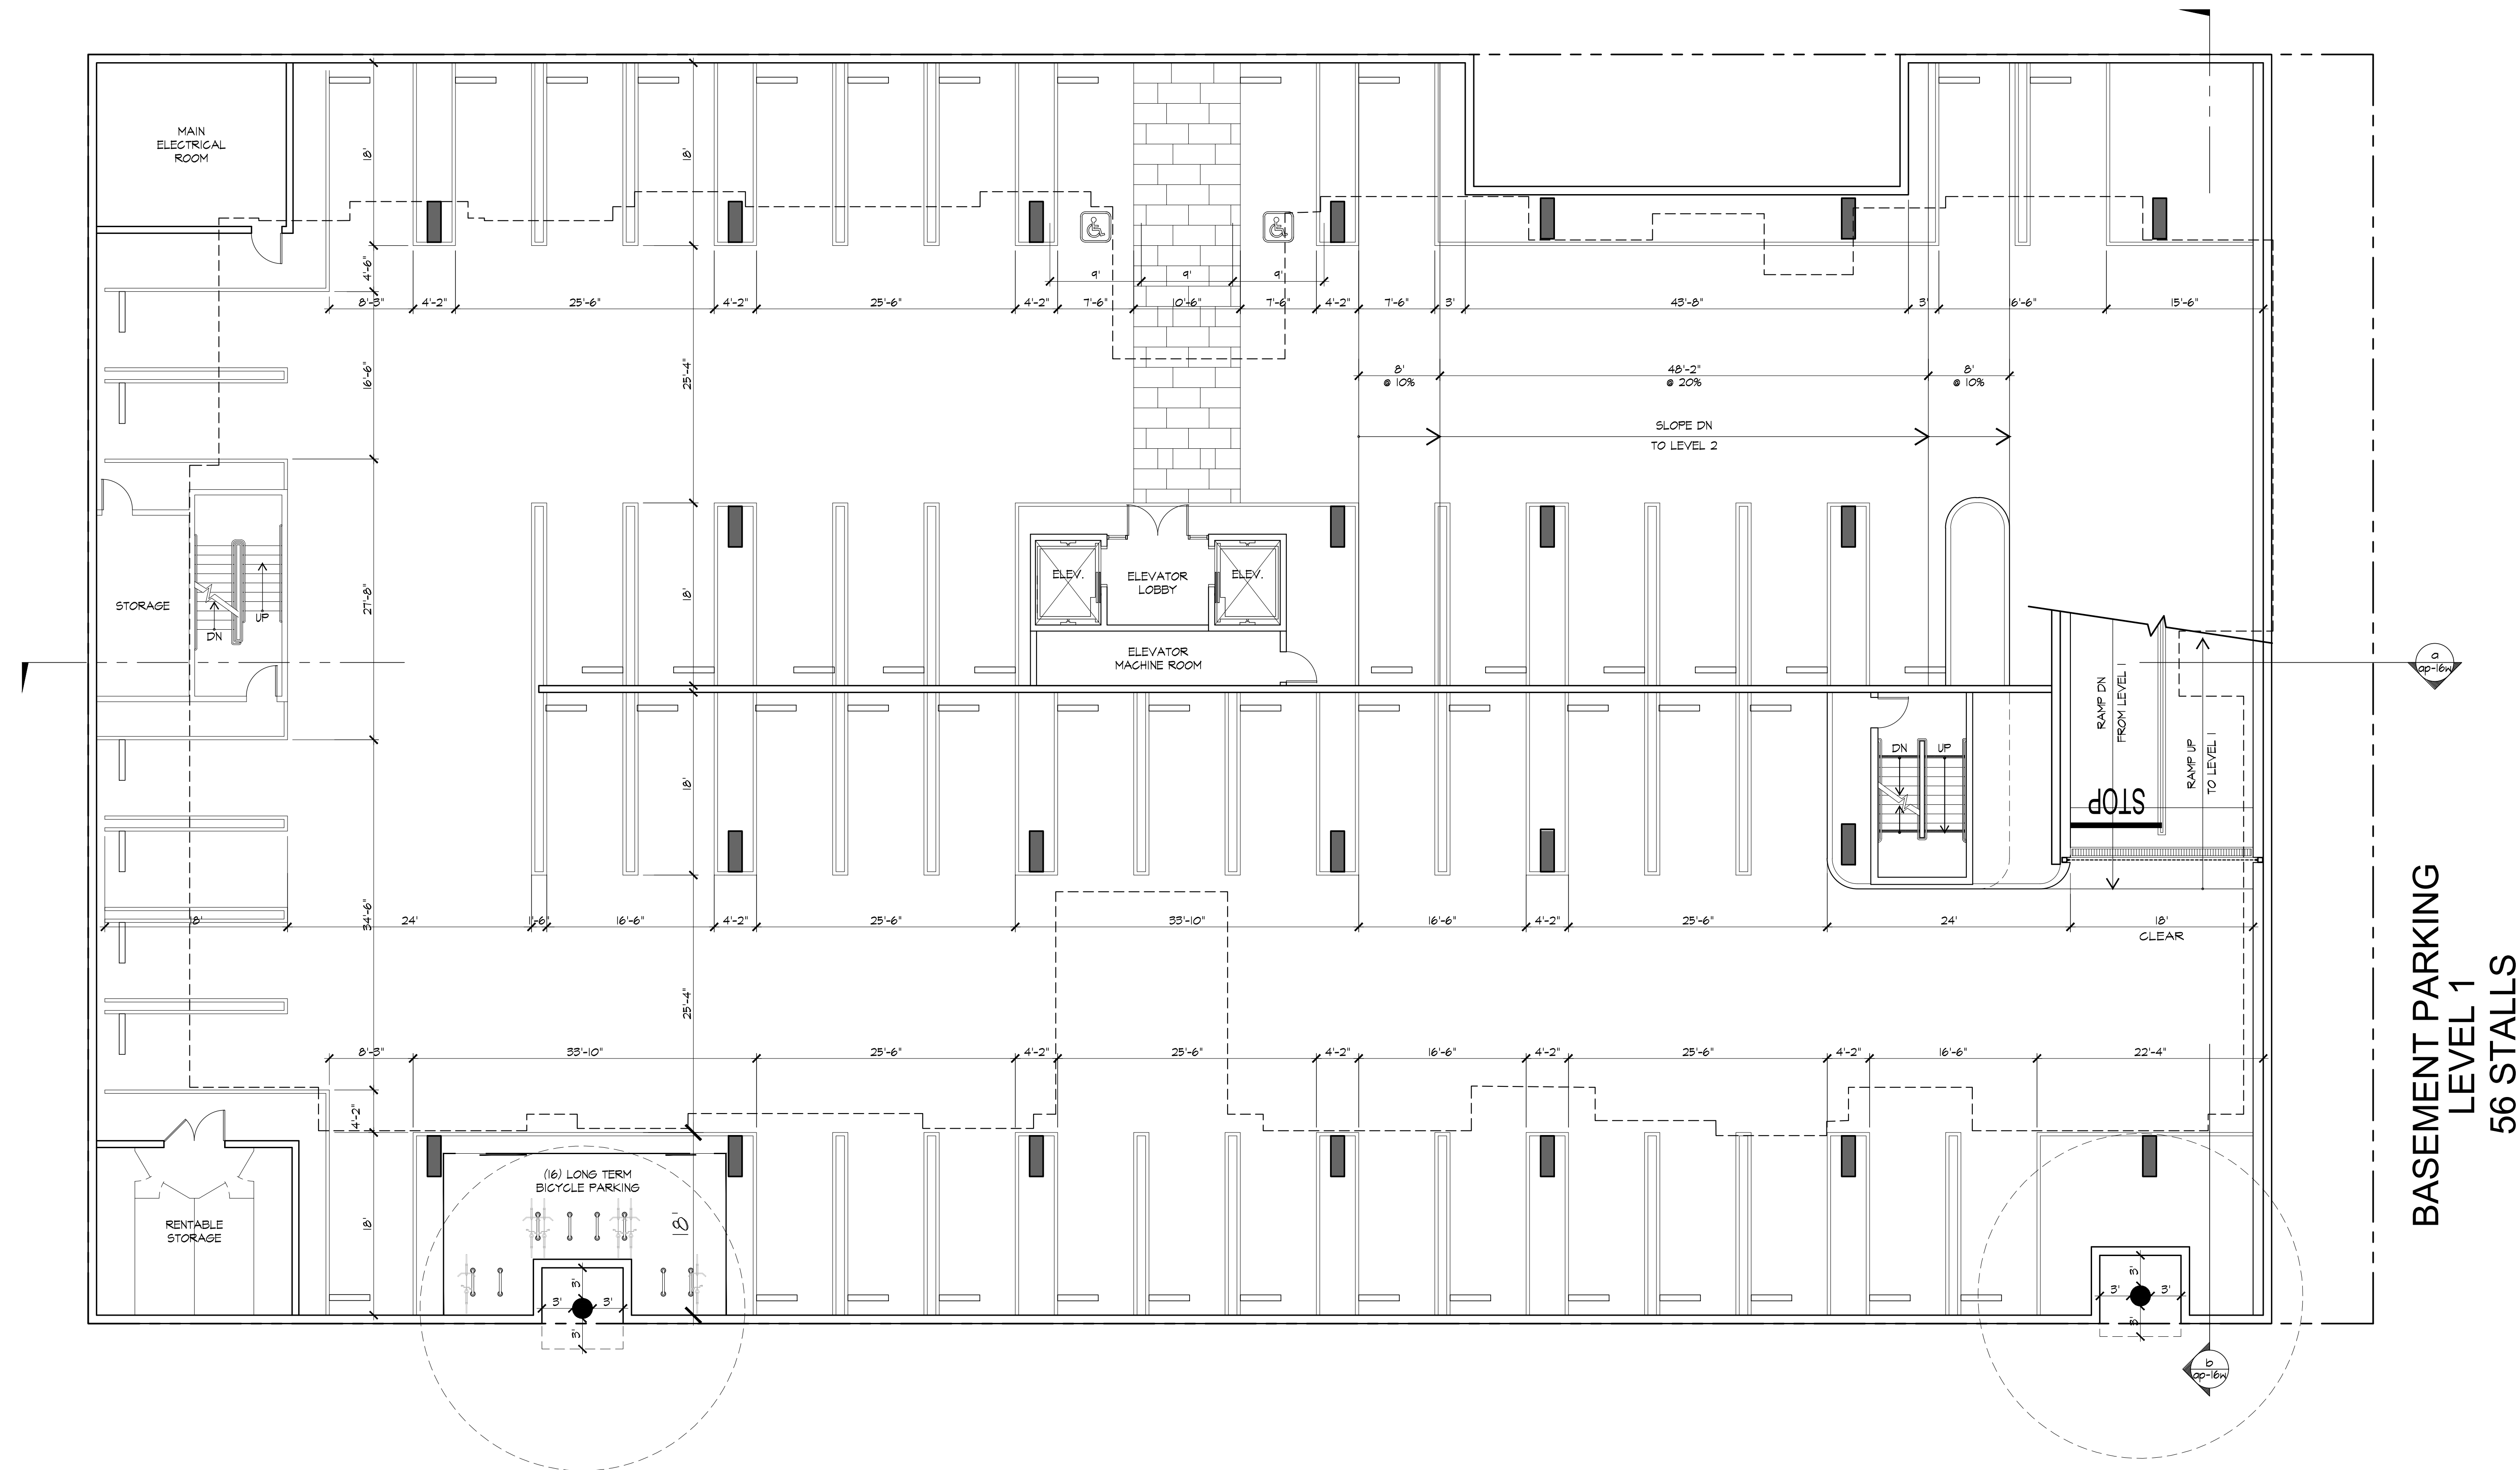 MAIN
ELECTRICAL
ROOM
18'
18'
4'-6"
9'
9'
9'
8'-3"
4'-2"
25'-6"
4'-2"
25'-6"
4'-2"
7'-6"
10'-6"
7'-6"
4'-2"
7'-6"
3'
43'-8"
3'
6'-6"
15'-6"
16'-6"
25'-4"
8'
@ 10%
48'-2"
@ 20%
8'
@ 10%
SLOPE DN
TO LEVEL 2
STORAGE
DN
UP
27'-8"
18'
ELEV.
ELEVATOR
LOBBY
ELEV.
ELEVATOR
MACHINE ROOM
a
ap-16w
RAMP DN
FROM LEVEL 1
RAMP UP
TO LEVEL 1
STOP
DN
UP
18'
34'-6"
18'
24'
1'-6"
16'-6"
4'-2"
25'-6"
33'-10"
16'-6"
4'-2"
25'-6"
24'
18'
CLEAR
25'-4"
8'-3"
33'-10"
25'-6"
4'-2"
25'-6"
4'-2"
16'-6"
4'-2"
25'-6"
4'-2"
16'-6"
22'-4"
4'-2"
RENTABLE
STORAGE
18'
(16) LONG TERM
BICYCLE PARKING
18'
3'
3'
3'
3'
3'
3'
3'
3'
b
ap-16w
BASEMENT PARKING
LEVEL 1
56 STALLS